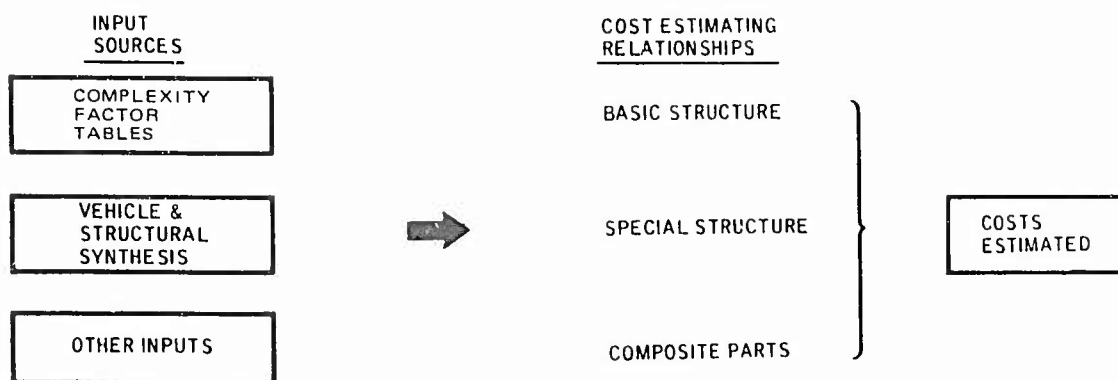 INPUT
SOURCES
COMPLEXITY
FACTOR
TABLES
VEHICLE &
STRUCTURAL
SYNTHESIS
OTHER INPUTS
COST ESTIMATING
RELATIONSHIPS
BASIC STRUCTURE
SPECIAL STRUCTURE
COMPOSITE PARTS
COSTS
ESTIMATED